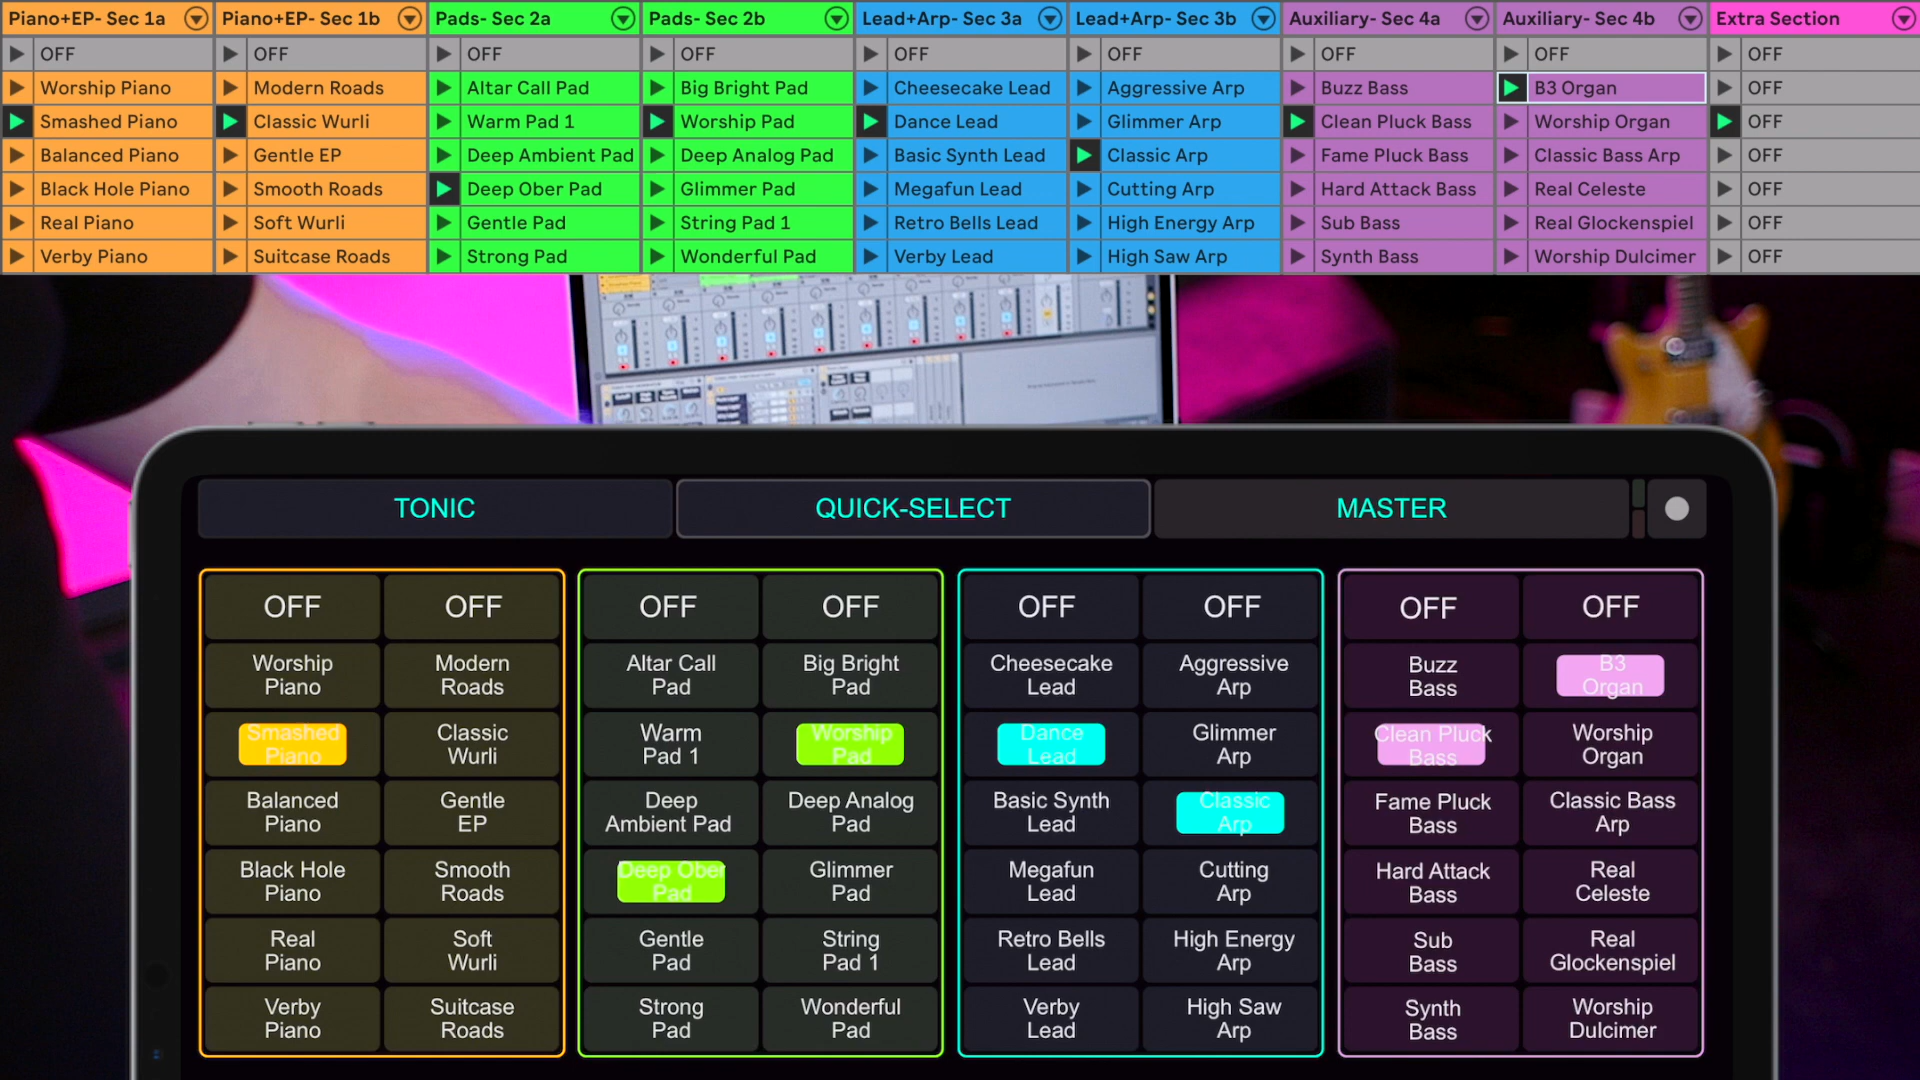 Piano+EP- Sec 1a Piano+EP- Sec 1b Pads- Sec 2a Pads- Sec 2b Lead+Arp- Sec 3a Lead+Arp- Sec 3b Auxiliary- Sec 4a Auxiliary- Sec 4b Extra Section
OFF OFF OFF OFF OFF OFF OFF OFF OFF
Worship Piano Modern Roads Altar Call Pad Big Bright Pad Cheesecake Lead Aggressive Arp Buzz Bass B3 Organ OFF
Smashed Piano Classic Wurli Warm Pad 1 Worship Pad Dance Lead Glimmer Arp Clean Pluck Bass Worship Organ OFF
Balanced Piano Gentle EP Deep Ambient Pad Deep Analog Pad Basic Synth Lead Classic Arp Fame Pluck Bass Classic Bass Arp OFF
Black Hole Piano Smooth Roads Deep Ober Pad Glimmer Pad Megafun Lead Cutting Arp Hard Attack Bass Real Celeste OFF
Real Piano Soft Wurli Gentle Pad String Pad 1 Retro Bells Lead High Energy Arp Sub Bass Real Glockenspiel OFF
Verby Piano Suitcase Roads Strong Pad Wonderful Pad Verby Lead High Saw Arp Synth Bass Worship Dulcimer OFF
TONIC QUICK-SELECT MASTER
OFF OFF OFF OFF OFF OFF OFF OFF
Worship Modern Altar Call Big Bright Cheesecake Aggressive Buzz B3
Piano Roads Pad Pad Lead Arp Bass Organ
Smashed Classic Warm Worship Dance Glimmer Clean Pluck Worship
Piano Wurli Pad 1 Pad Lead Arp Bass Organ
Balanced Gentle Deep Deep Analog Basic Synth Classic Fame Pluck Classic Bass
Piano EP Ambient Pad Pad Lead Arp Bass Arp
Black Hole Smooth Deep Ober Glimmer Megafun Cutting Hard Attack Real
Piano Roads Pad Pad Lead Arp Bass Celeste
Real Soft Gentle String Retro Bells High Energy Sub Real
Piano Wurli Pad Pad 1 Lead Arp Bass Glockenspiel
Verby Suitcase Strong Wonderful Verby High Saw Synth Worship
Piano Roads Pad Pad Lead Arp Bass Dulcimer